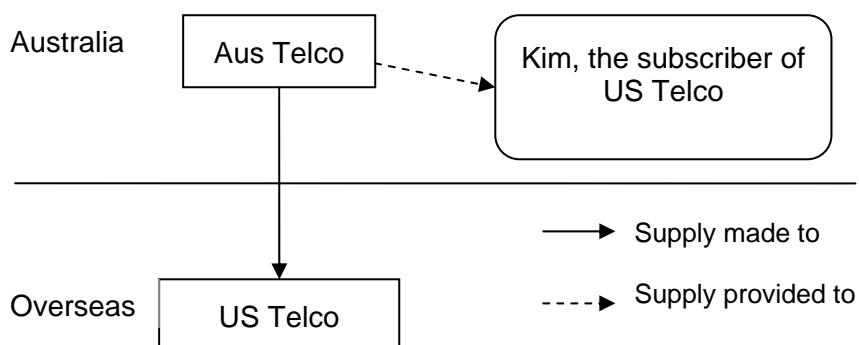 Australia
Aus Telco
Kim, the subscriber of
US Telco
Supply made to
Overseas
US Telco
Supply provided to